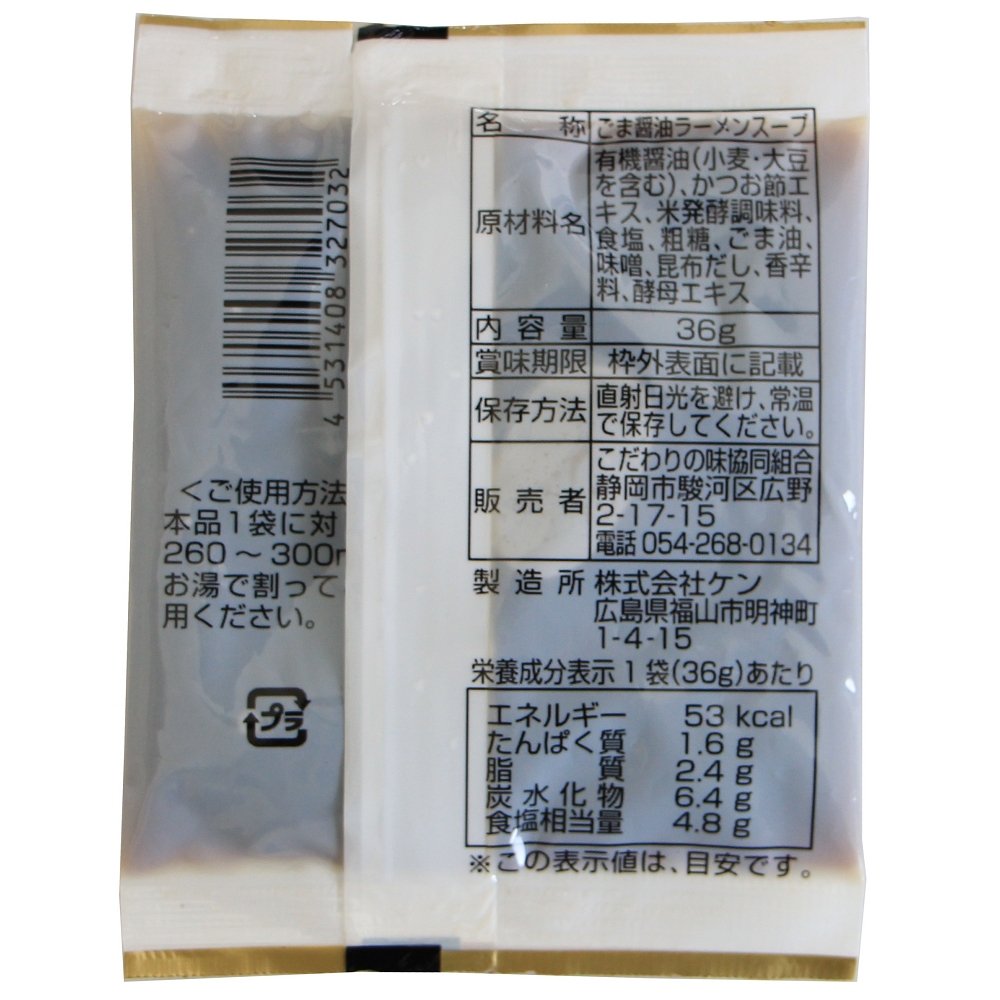 名称 ごま醤油ラーメンスープ
原材料名 有機醤油(小麦・大豆
を含む)、かつお節エ
キス、米発酵調味料、
食塩、粗糖、ごま油、
味噌、昆布だし、香辛
料、酵母エキス
内容量 36g
賞味期限 枠外表面に記載
保存方法 直射日光を避け、常温
で保存してください。
販売者 こだわりの味協同組合
静岡市駿河区広野
2-17-15
電話 054-268-0134
製造所 株式会社ケン
広島県福山市明神町
1-4-15
栄養成分表示1袋(36g)あたり
エネルギー 53 kcal
たんぱく質 1.6 g
脂質 2.4 g
炭水化物 6.4 g
食塩相当量 4.8 g
※この表示値は、目安です。
4531408327032
<ご使用方法
本品1袋に対
260~300m
お湯で割って
用ください。
プラ